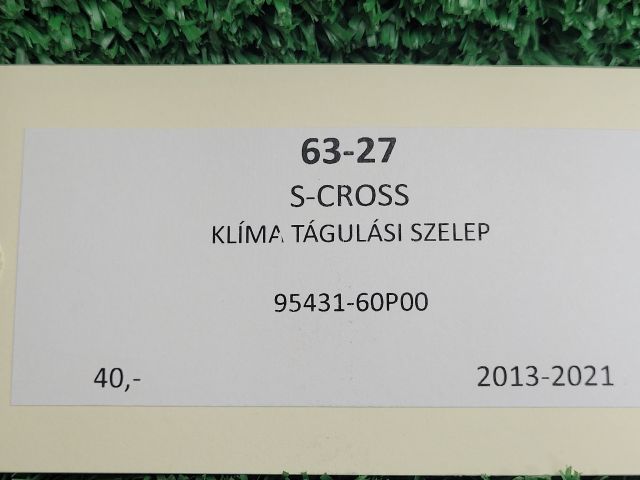 63-27
S-CROSS
KLÍMA TÁGULÁSI SZELEP
95431-60P00
40,- 2013-2021